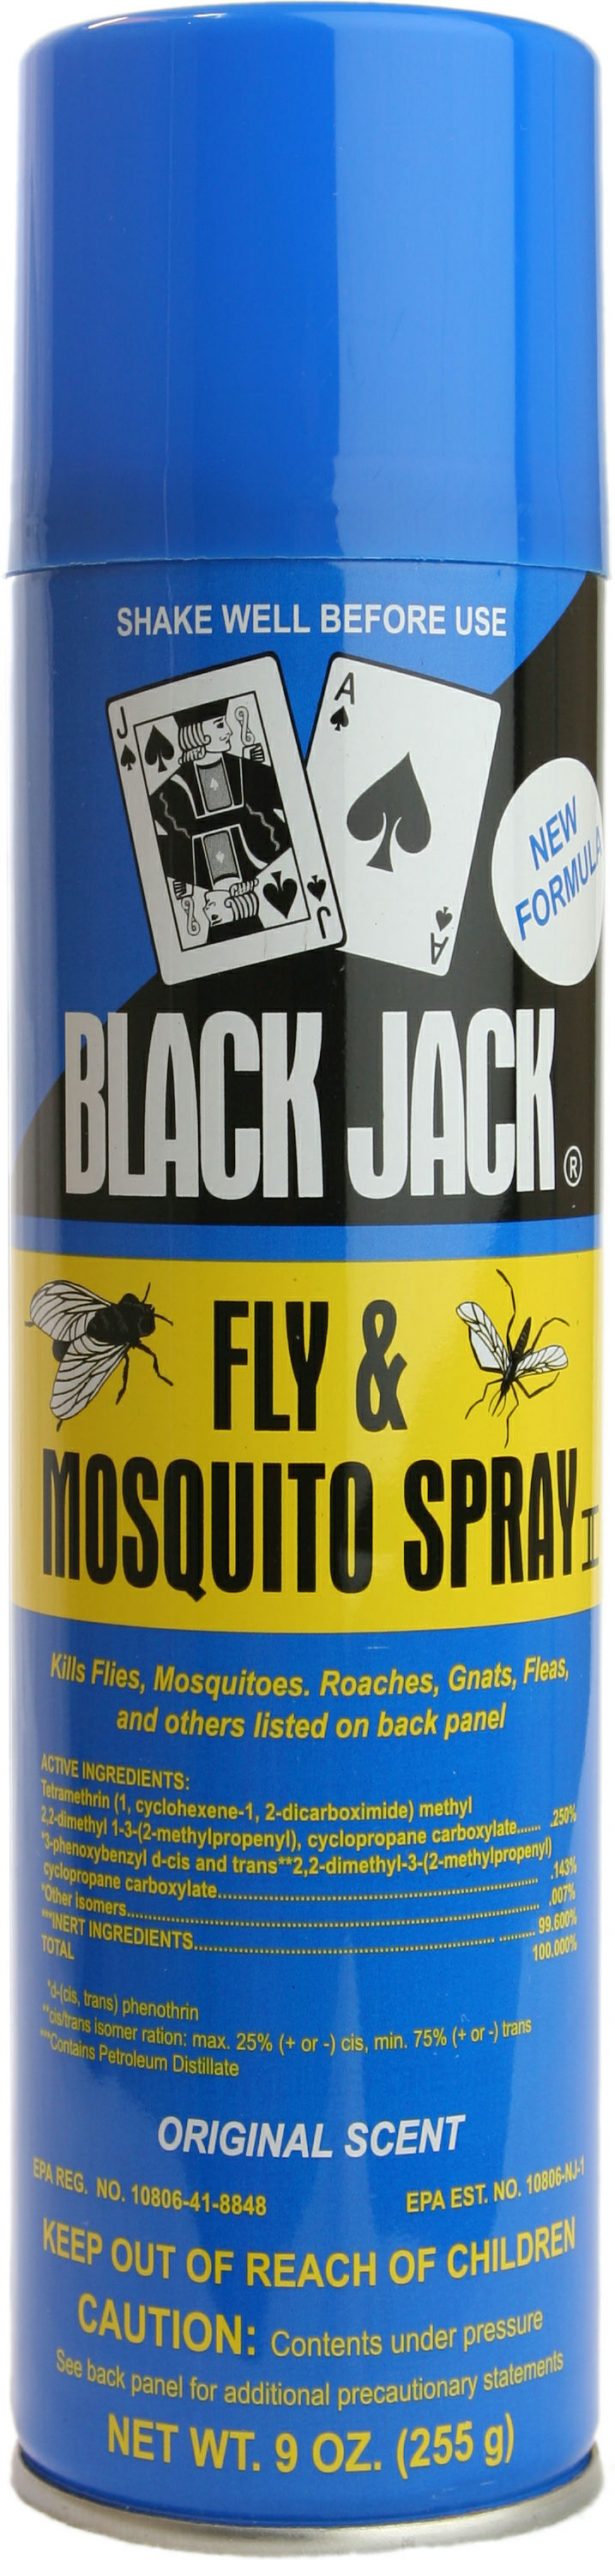 SHAKE WELL BEFORE USE
J
A
J
A
NEW
FORMULA
BLACK JACK®
FLY &
MOSQUITO SPRAY II
Kills Flies, Mosquitoes. Roaches, Gnats, Fleas,
and others listed on back panel
ACTIVE INGREDIENTS:
Tetramethrin (1, cyclohexene-1, 2-dicarboximide) methyl
2,2-dimethyl 1-3-(2-methylpropenyl), cyclopropane carboxylate...... .250%
*3-phenoxybenzyl d-cis and trans**2,2-dimethyl-3-(2-methylpropenyl)
cyclopropane carboxylate.......................................................... .143%
*Other Isomers.......................................................................... .007%
***INERT INGREDIENTS.......................................................... 99.600%
TOTAL 100.000%
*d-(cis, trans) phenothrin
**cis/trans isomer ration: max. 25% (+ or -) cis, min. 75% (+ or -) trans
***Contains Petroleum Distillate
ORIGINAL SCENT
EPA REG. NO. 10806-41-8848 EPA EST. NO. 10806-NJ-1
KEEP OUT OF REACH OF CHILDREN
CAUTION: Contents under pressure
See back panel for additional precautionary statements
NET WT. 9 OZ. (255 g)